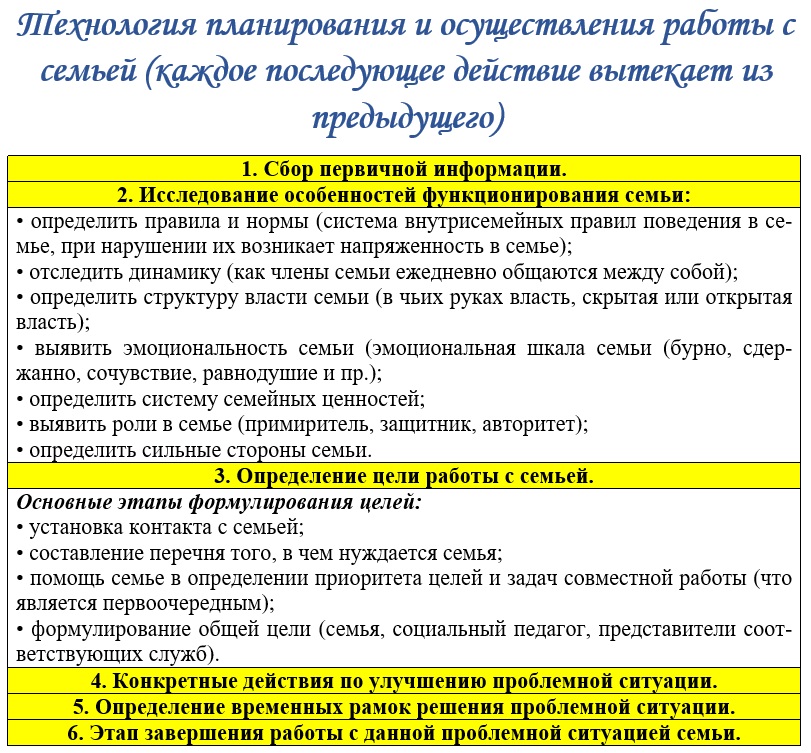 Технология планирования и осуществления работы с
семьей (каждое последующее действие вытекает из
предыдущего)
1. Сбор первичной информации.
2. Исследование особенностей функционирования семьи:
• определить правила и нормы (система внутрисемейных правил поведения в се-
мье, при нарушении их возникает напряженность в семье);
• отследить динамику (как члены семьи ежедневно общаются между собой);
• определить структуру власти семьи (в чьих руках власть, скрытая или открытая
власть);
• выявить эмоциональность семьи (эмоциональная шкала семьи (бурно, сдер-
жанно, сочувствие, равнодушие и пр.);
• определить систему семейных ценностей;
• выявить роли в семье (примиритель, защитник, авторитет);
• определить сильные стороны семьи.
3. Определение цели работы с семьей.
Основные этапы формулирования целей:
• установка контакта с семьей;
• составление перечня того, в чем нуждается семья;
• помощь семье в определении приоритета целей и задач совместной работы (что
является первоочередным);
• формулирование общей цели (семья, социальный педагог, представители соот-
ветствующих служб).
4. Конкретные действия по улучшению проблемной ситуации.
5. Определение временных рамок решения проблемной ситуации.
6. Этап завершения работы с данной проблемной ситуацией семьи.